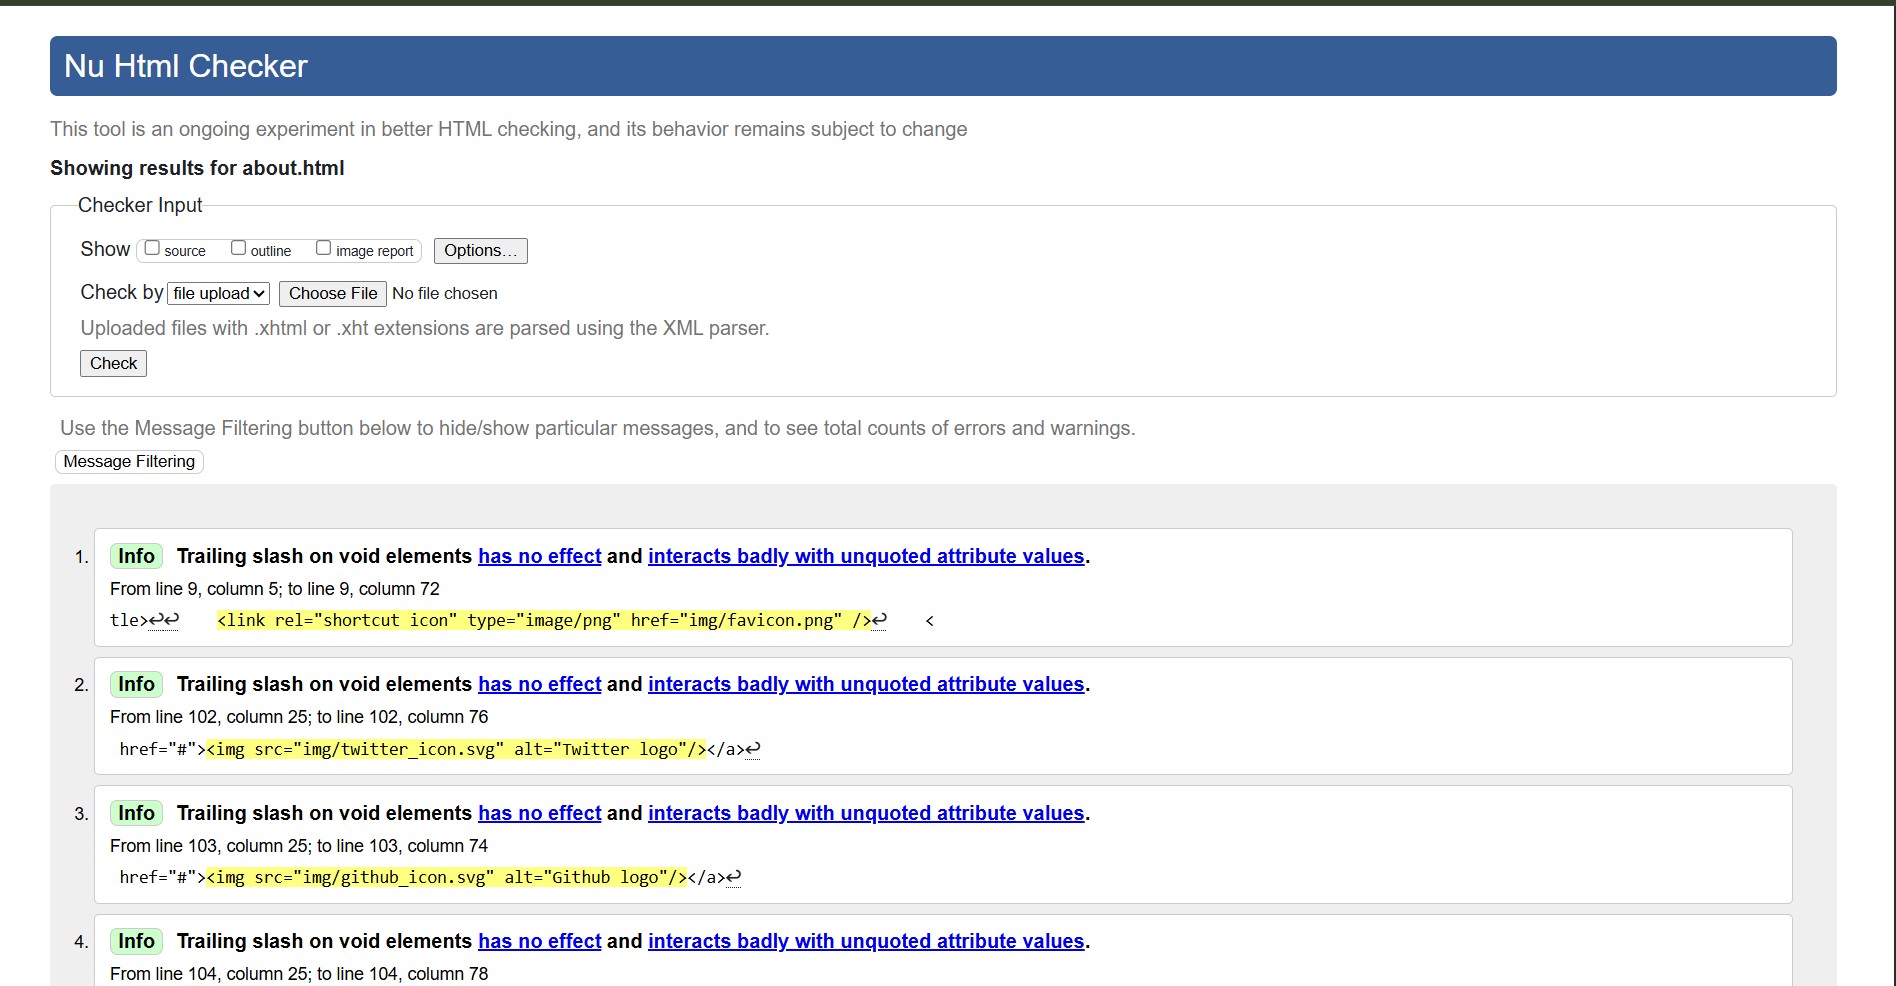 Nu Html Checker
This tool is an ongoing experiment in better HTML checking, and its behavior remains subject to change
Showing results for about.html
Checker Input
Show source outline image report Options…
Check by file upload Choose File No file chosen
Uploaded files with .xhtml or .xht extensions are parsed using the XML parser.
Check
Use the Message Filtering button below to hide/show particular messages, and to see total counts of errors and warnings.
Message Filtering
1. Info Trailing slash on void elements has no effect and interacts badly with unquoted attribute values.
From line 9, column 5; to line 9, column 72
tle>↩↩    <link rel="shortcut icon" type="image/png" href="img/favicon.png" />↩    <
2. Info Trailing slash on void elements has no effect and interacts badly with unquoted attribute values.
From line 102, column 25; to line 102, column 76
href="#"><img src="img/twitter_icon.svg" alt="Twitter logo"/></a>↩
3. Info Trailing slash on void elements has no effect and interacts badly with unquoted attribute values.
From line 103, column 25; to line 103, column 74
href="#"><img src="img/github_icon.svg" alt="Github logo"/></a>↩
4. Info Trailing slash on void elements has no effect and interacts badly with unquoted attribute values.
From line 104, column 25; to line 104, column 78